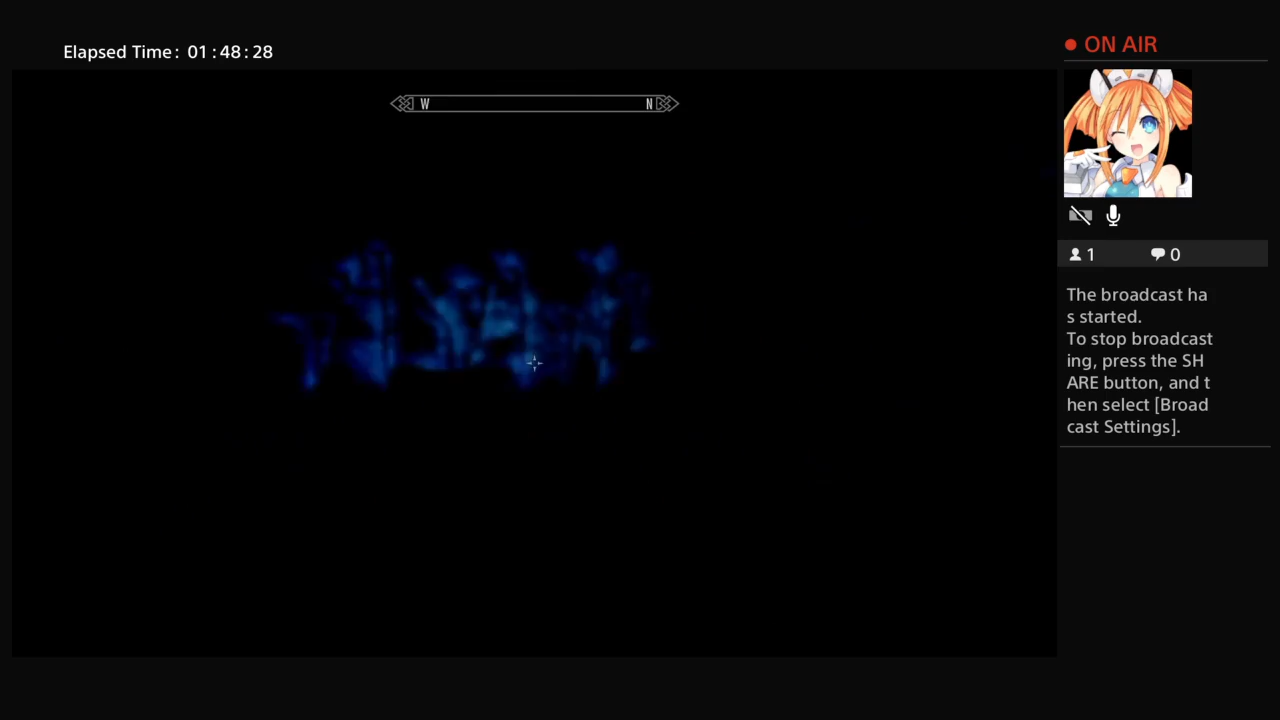 Elapsed Time: 01:48:28
ON AIR
W N
1 0
The broadcast ha
s started.
To stop broadcast
ing, press the SH
ARE button, and t
hen select [Broad
cast Settings].